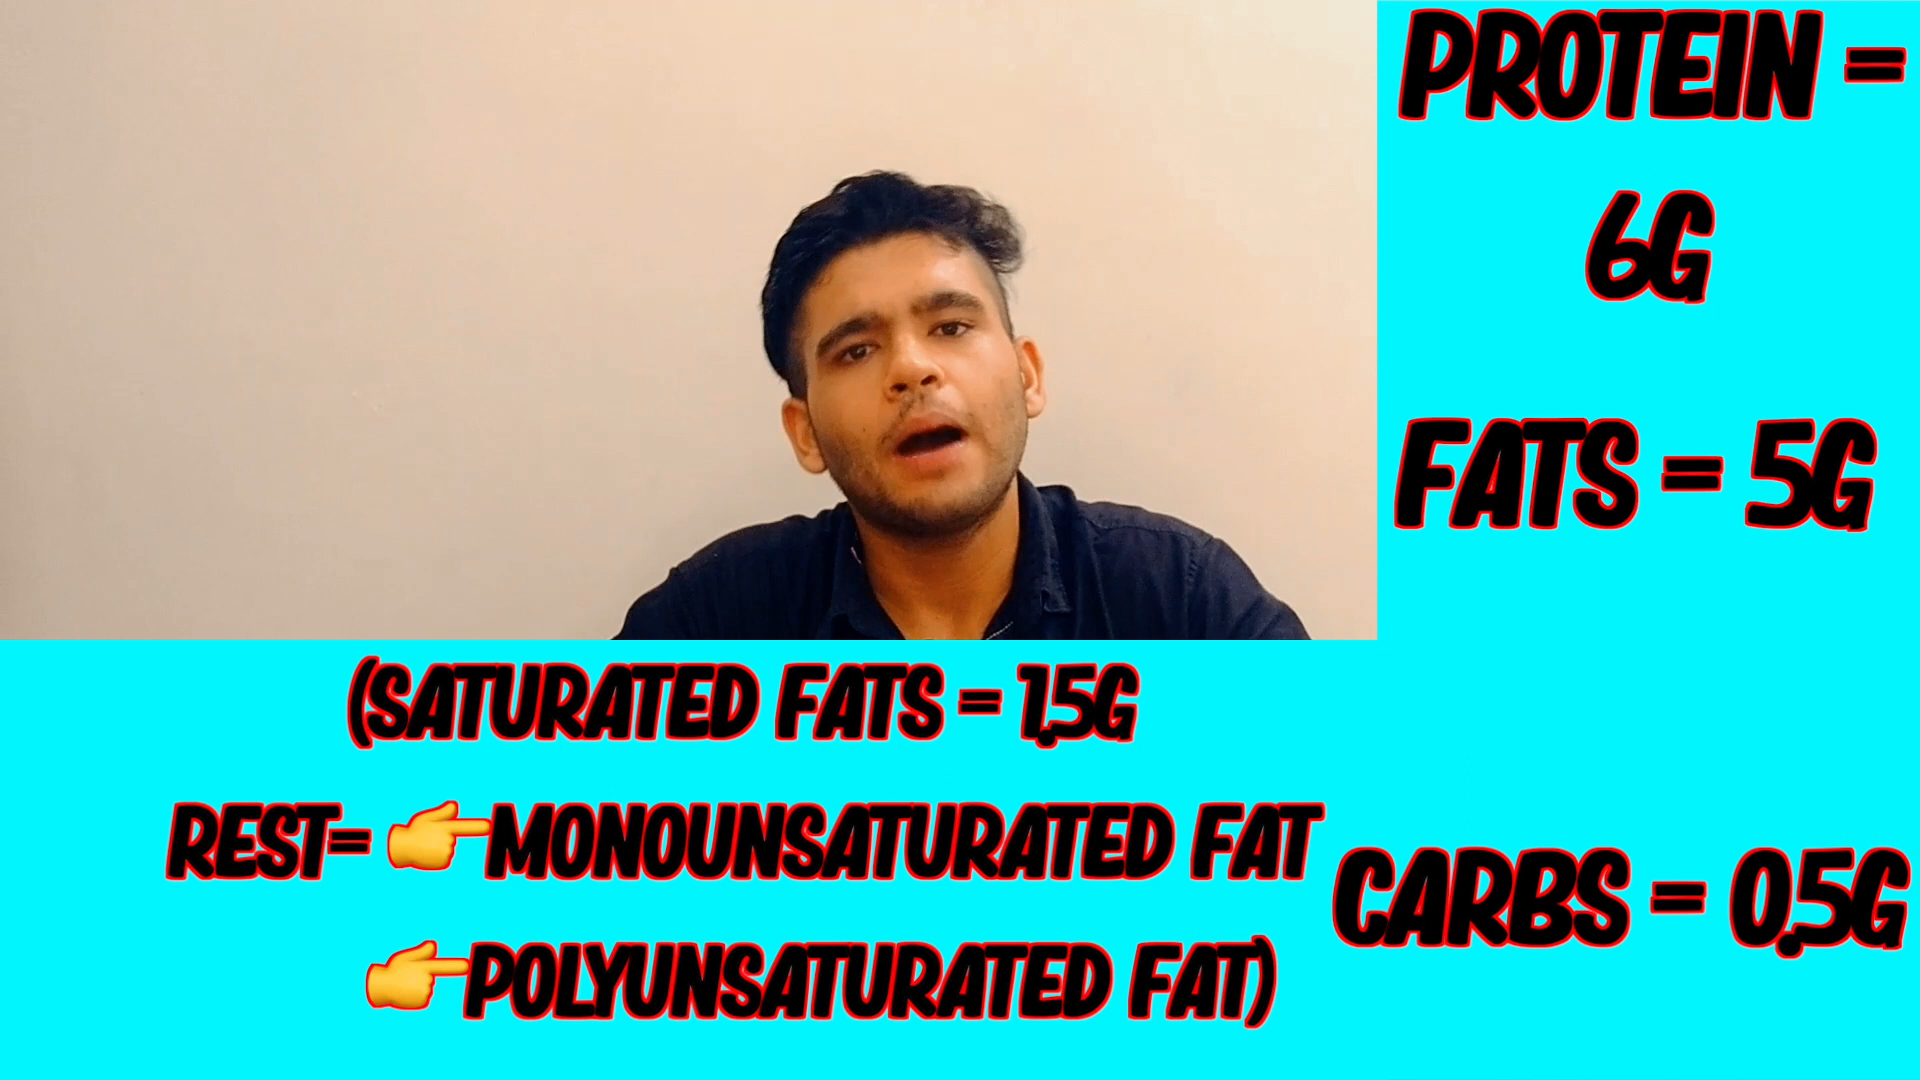 PROTEIN =
6G
FATS = 5G
(SATURATED FATS = 1.5G
REST= 👉MONOUNSATURATED FAT
👉POLYUNSATURATED FAT)
CARBS = 0.5G